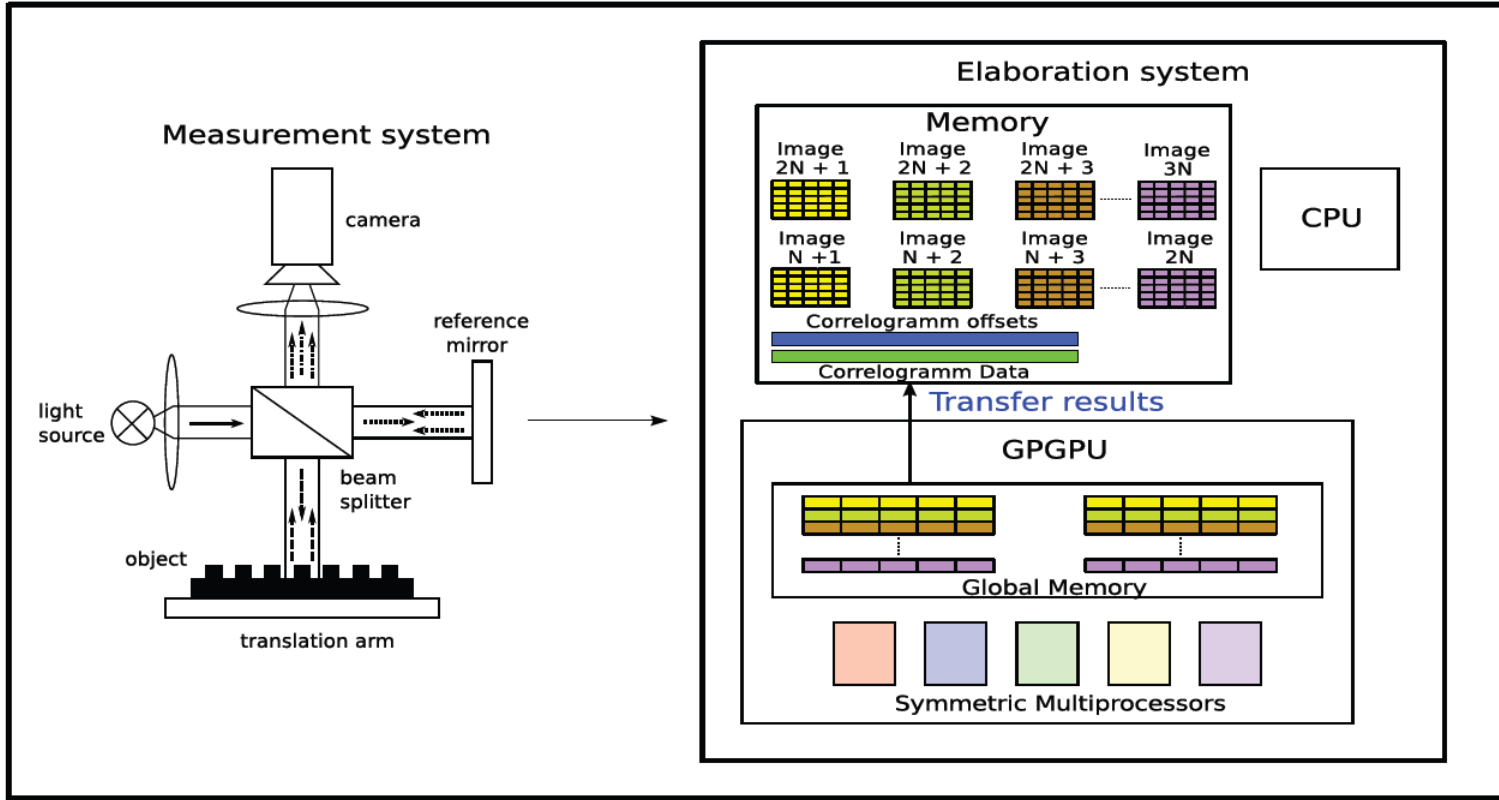 Measurement system
camera
reference
mirror
light
source
beam
splitter
object
translation arm
Elaboration system
Memory
Image
2N + 1
Image
2N + 2
Image
2N + 3
Image
3N
Image
N +1
Image
N + 2
Image
N + 3
Image
2N
Correlogramm offsets
Correlogramm Data
CPU
Transfer results
GPGPU
Global Memory
Symmetric Multiprocessors